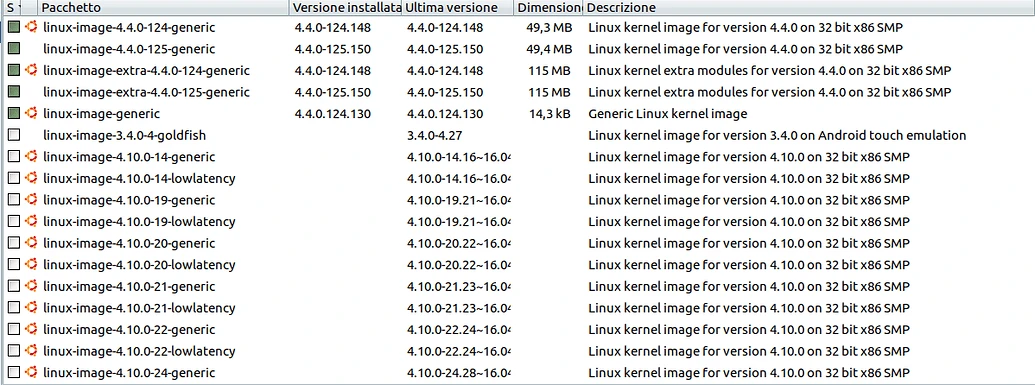 S Pacchetto Versione installata Ultima versione Dimensione Descrizione
linux-image-4.4.0-124-generic 4.4.0-124.148 4.4.0-124.148 49,3 MB Linux kernel image for version 4.4.0 on 32 bit x86 SMP
linux-image-4.4.0-125-generic 4.4.0-125.150 4.4.0-125.150 49,4 MB Linux kernel image for version 4.4.0 on 32 bit x86 SMP
linux-image-extra-4.4.0-124-generic 4.4.0-124.148 4.4.0-124.148 115 MB Linux kernel extra modules for version 4.4.0 on 32 bit x86 SMP
linux-image-extra-4.4.0-125-generic 4.4.0-125.150 4.4.0-125.150 115 MB Linux kernel extra modules for version 4.4.0 on 32 bit x86 SMP
linux-image-generic 4.4.0.124.130 4.4.0.124.130 14,3 kB Generic Linux kernel image
linux-image-3.4.0-4-goldfish 3.4.0-4.27 Linux kernel image for version 3.4.0 on Android touch emulation
linux-image-4.10.0-14-generic 4.10.0-14.16~16.04 Linux kernel image for version 4.10.0 on 32 bit x86 SMP
linux-image-4.10.0-14-lowlatency 4.10.0-14.16~16.04 Linux kernel image for version 4.10.0 on 32 bit x86 SMP
linux-image-4.10.0-19-generic 4.10.0-19.21~16.04 Linux kernel image for version 4.10.0 on 32 bit x86 SMP
linux-image-4.10.0-19-lowlatency 4.10.0-19.21~16.04 Linux kernel image for version 4.10.0 on 32 bit x86 SMP
linux-image-4.10.0-20-generic 4.10.0-20.22~16.04 Linux kernel image for version 4.10.0 on 32 bit x86 SMP
linux-image-4.10.0-20-lowlatency 4.10.0-20.22~16.04 Linux kernel image for version 4.10.0 on 32 bit x86 SMP
linux-image-4.10.0-21-generic 4.10.0-21.23~16.04 Linux kernel image for version 4.10.0 on 32 bit x86 SMP
linux-image-4.10.0-21-lowlatency 4.10.0-21.23~16.04 Linux kernel image for version 4.10.0 on 32 bit x86 SMP
linux-image-4.10.0-22-generic 4.10.0-22.24~16.04 Linux kernel image for version 4.10.0 on 32 bit x86 SMP
linux-image-4.10.0-22-lowlatency 4.10.0-22.24~16.04 Linux kernel image for version 4.10.0 on 32 bit x86 SMP
linux-image-4.10.0-24-generic 4.10.0-24.28~16.04 Linux kernel image for version 4.10.0 on 32 bit x86 SMP